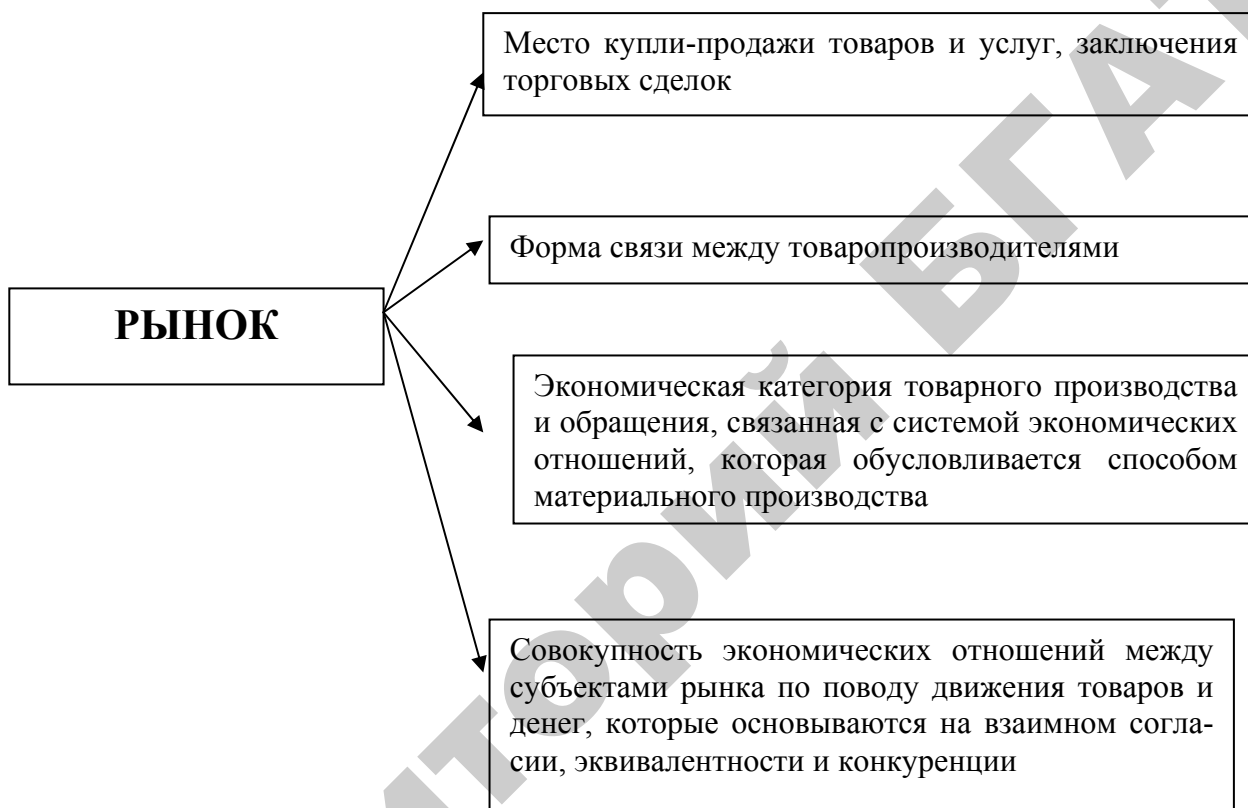 Место купли-продажи товаров и услуг, заключения
торговых сделок
Форма связи между товаропроизводителями
РЫНОК
Экономическая категория товарного производства
и обращения, связанная с системой экономических
отношений, которая обусловливается способом
материального производства
Совокупность экономических отношений между
субъектами рынка по поводу движения товаров и
денег, которые основываются на взаимном согла-
сии, эквивалентности и конкуренции
иторий БГАТ